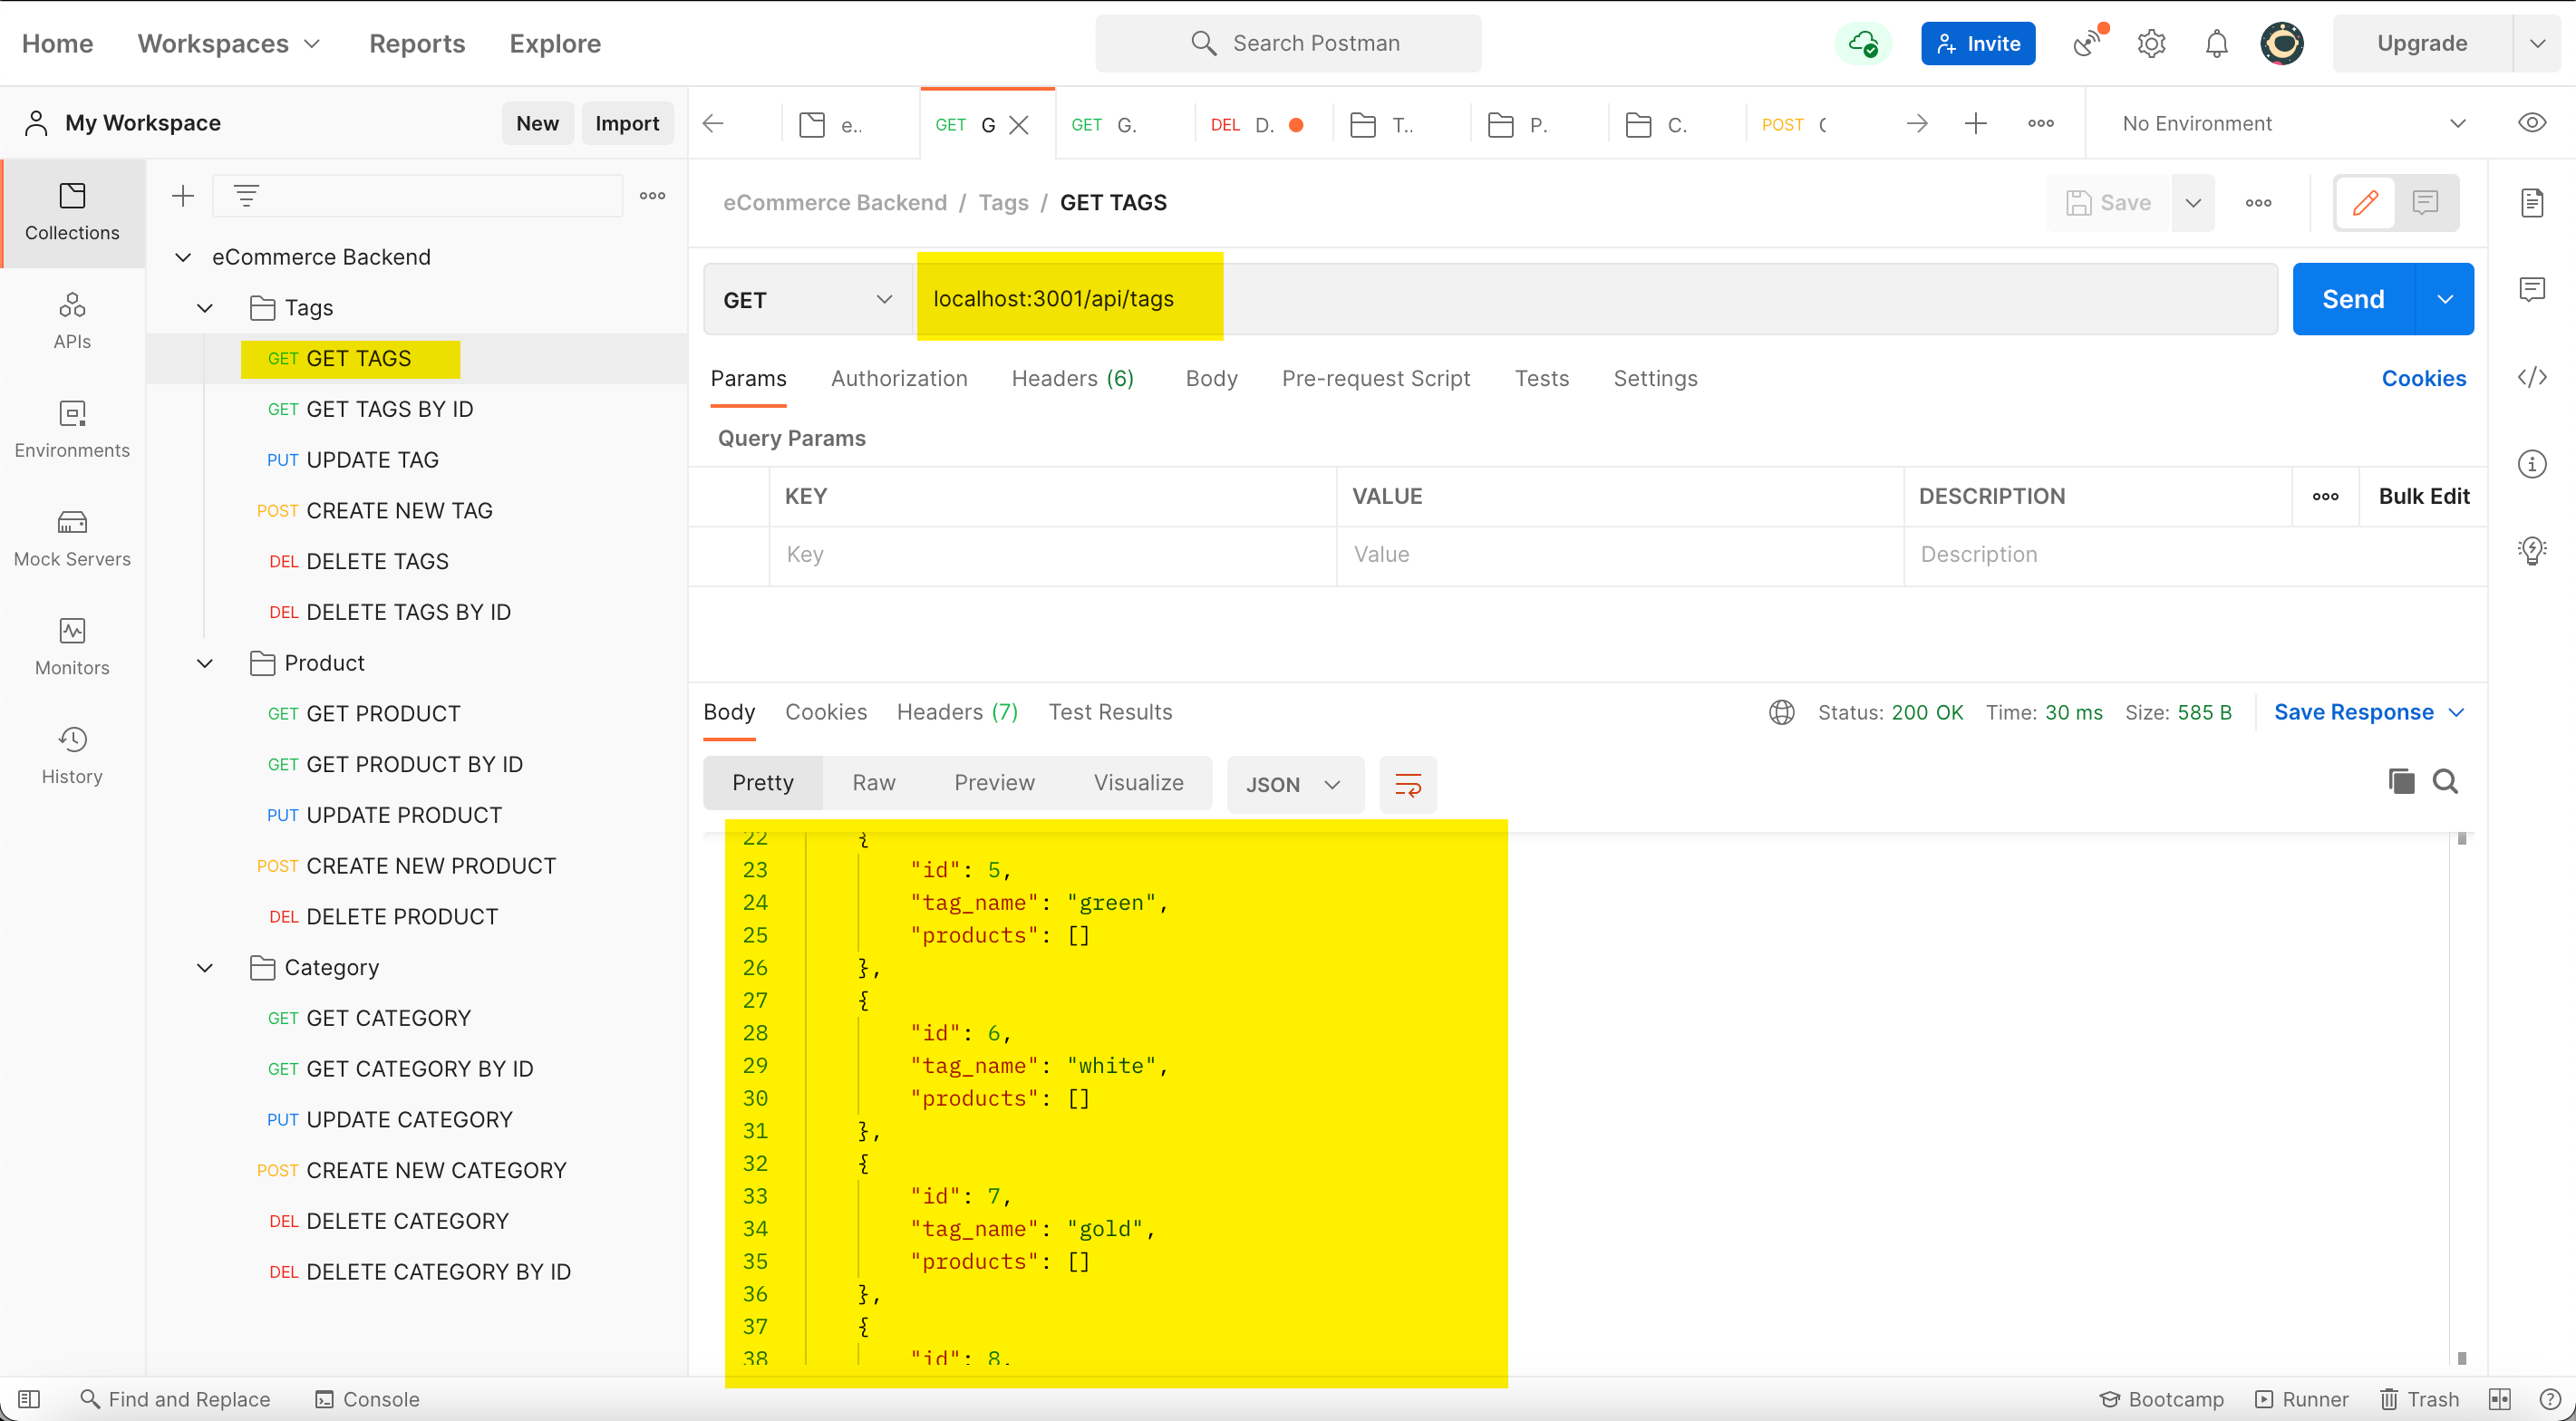 Home Workspaces Reports Explore Search Postman Invite Upgrade
My Workspace New Import
e.. GET G GET G. DEL D. T.. P. C. POST No Environment
Collections
APIs
Environments
Mock Servers
Monitors
History
eCommerce Backend
Tags
GET GET TAGS
GET GET TAGS BY ID
PUT UPDATE TAG
POST CREATE NEW TAG
DEL DELETE TAGS
DEL DELETE TAGS BY ID
Product
GET GET PRODUCT
GET GET PRODUCT BY ID
PUT UPDATE PRODUCT
POST CREATE NEW PRODUCT
DEL DELETE PRODUCT
Category
GET GET CATEGORY
GET GET CATEGORY BY ID
PUT UPDATE CATEGORY
POST CREATE NEW CATEGORY
DEL DELETE CATEGORY
DEL DELETE CATEGORY BY ID
eCommerce Backend / Tags / GET TAGS Save
GET localhost:3001/api/tags Send
Params Authorization Headers (6) Body Pre-request Script Tests Settings Cookies
Query Params
KEY VALUE DESCRIPTION Bulk Edit
Key Value Description
Body Cookies Headers (7) Test Results Status: 200 OK Time: 30 ms Size: 585 B Save Response
Pretty Raw Preview Visualize JSON
22 {
23 "id": 5,
24 "tag_name": "green",
25 "products": []
26 },
27 {
28 "id": 6,
29 "tag_name": "white",
30 "products": []
31 },
32 {
33 "id": 7,
34 "tag_name": "gold",
35 "products": []
36 },
37 {
38 "id": 8,
Find and Replace Console Bootcamp Runner Trash